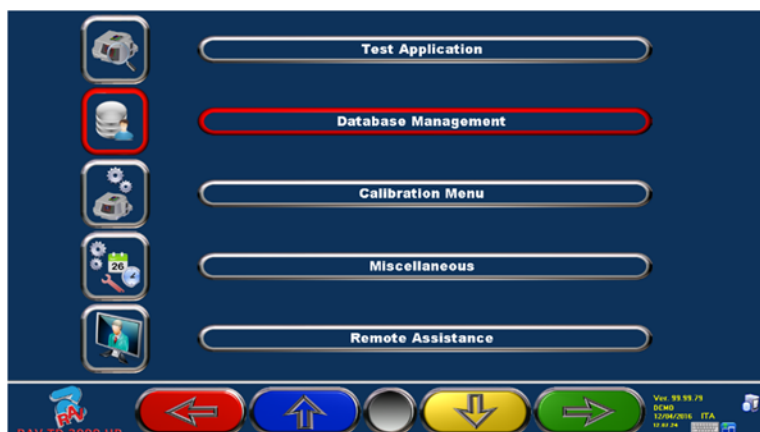 Test Application
Database Management
Calibration Menu
26
Miscellaneous
Remote Assistance
RAV
Ver. 99.99.79
DEMO
12/04/2016 ITA